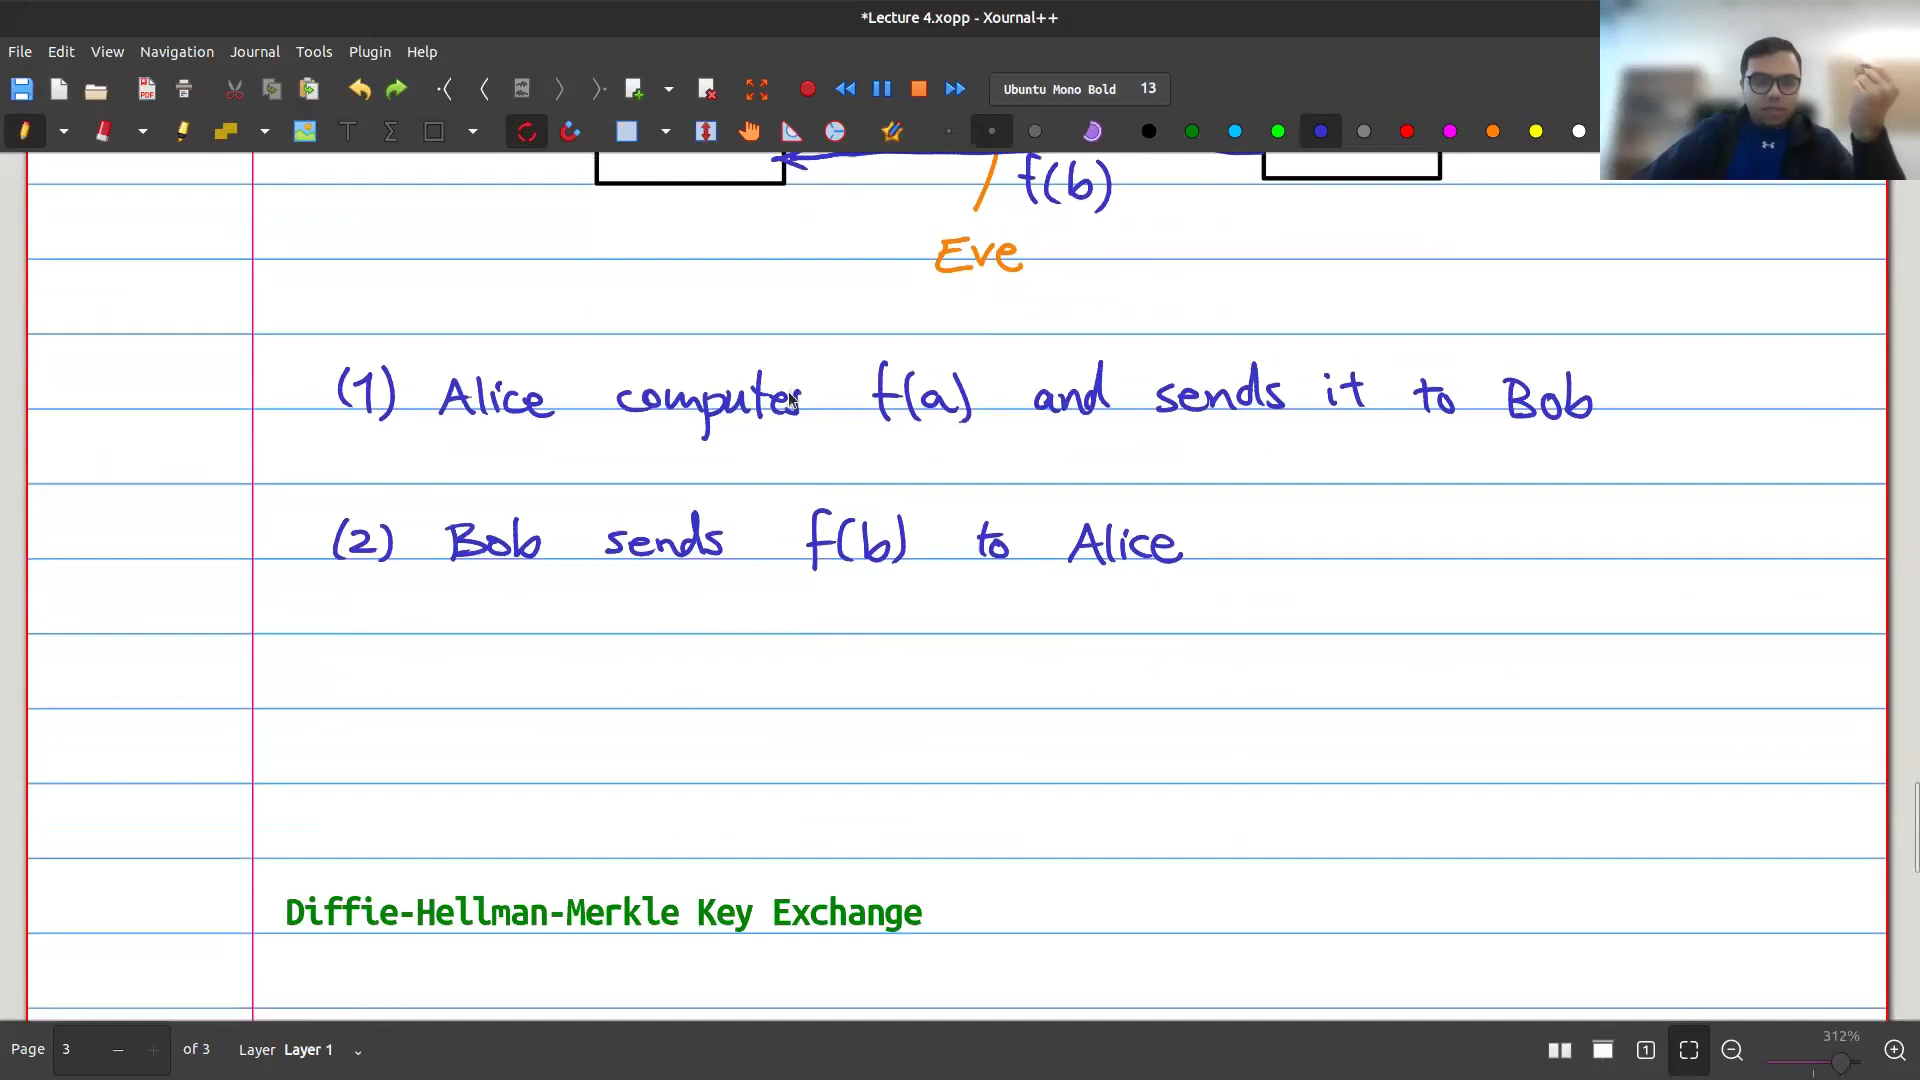 *Lecture 4.xopp - Xournal++
File Edit View Navigation Journal Tools Plugin Help
PDF
Ubuntu Mono Bold 13
f(b)
Eve
(1) Alice computes f(a) and sends it to Bob
(2) Bob sends f(b) to Alice
Diffie-Hellman-Merkle Key Exchange
Page 3 of 3 Layer Layer 1
312%